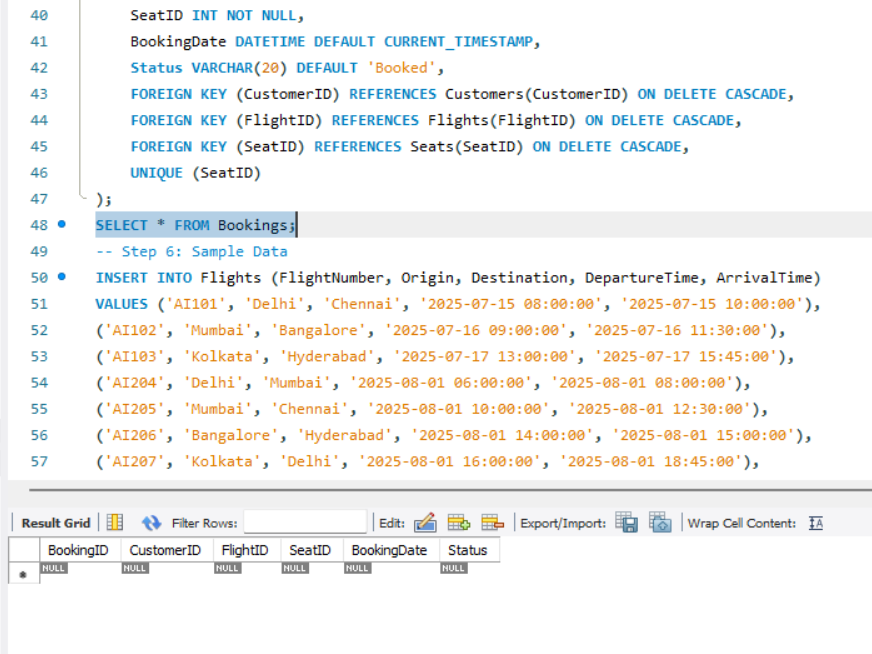 40 SeatID INT NOT NULL,
41 BookingDate DATETIME DEFAULT CURRENT_TIMESTAMP,
42 Status VARCHAR(20) DEFAULT 'Booked',
43 FOREIGN KEY (CustomerID) REFERENCES Customers(CustomerID) ON DELETE CASCADE,
44 FOREIGN KEY (FlightID) REFERENCES Flights(FlightID) ON DELETE CASCADE,
45 FOREIGN KEY (SeatID) REFERENCES Seats(SeatID) ON DELETE CASCADE,
46 UNIQUE (SeatID)
47 );
48 SELECT * FROM Bookings;
49 -- Step 6: Sample Data
50 INSERT INTO Flights (FlightNumber, Origin, Destination, DepartureTime, ArrivalTime)
51 VALUES ('AI101', 'Delhi', 'Chennai', '2025-07-15 08:00:00', '2025-07-15 10:00:00'),
52 ('AI102', 'Mumbai', 'Bangalore', '2025-07-16 09:00:00', '2025-07-16 11:30:00'),
53 ('AI103', 'Kolkata', 'Hyderabad', '2025-07-17 13:00:00', '2025-07-17 15:45:00'),
54 ('AI204', 'Delhi', 'Mumbai', '2025-08-01 06:00:00', '2025-08-01 08:00:00'),
55 ('AI205', 'Mumbai', 'Chennai', '2025-08-01 10:00:00', '2025-08-01 12:30:00'),
56 ('AI206', 'Bangalore', 'Hyderabad', '2025-08-01 14:00:00', '2025-08-01 15:00:00'),
57 ('AI207', 'Kolkata', 'Delhi', '2025-08-01 16:00:00', '2025-08-01 18:45:00'),
Result Grid Filter Rows: Edit: Export/Import: Wrap Cell Content:
BookingID CustomerID FlightID SeatID BookingDate Status
NULL NULL NULL NULL NULL NULL